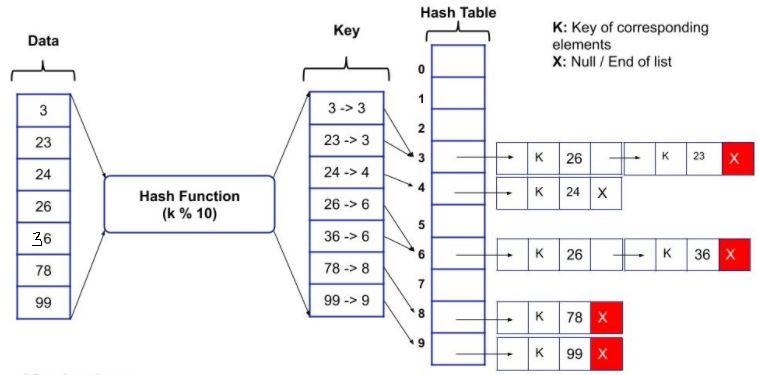 Hash Table
Key
Data
K: Key of corresponding
elements
X: Null / End of list
3
23
24
26
36
78
99
Hash Function
(k % 10)
3 -> 3
23 -> 3
24 -> 4
26 -> 6
36 -> 6
78 -> 8
99 -> 9
0
1
2
3
4
5
6
7
8
9
K 26 K 23 X
K 24 X
K 26 K 36 X
K 78 X
K 99 X